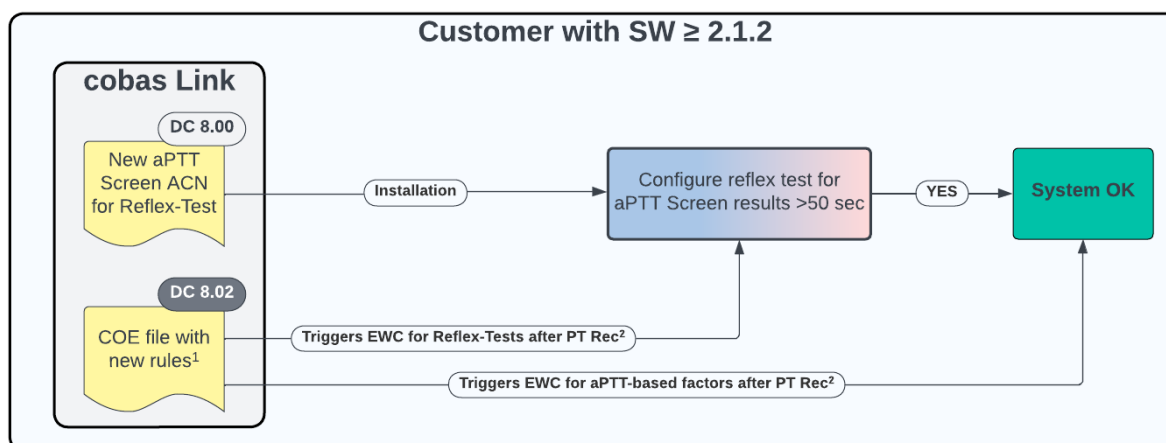 Customer with SW ≥ 2.1.2
cobas Link
DC 8.00
New aPTT
Screen ACN
for Reflex-Test
Installation
Configure reflex test for
aPTT Screen results >50 sec
YES
System OK
DC 8.02
COE file with
new rules¹
Triggers EWC for Reflex-Tests after PT Rec²
Triggers EWC for aPTT-based factors after PT Rec²